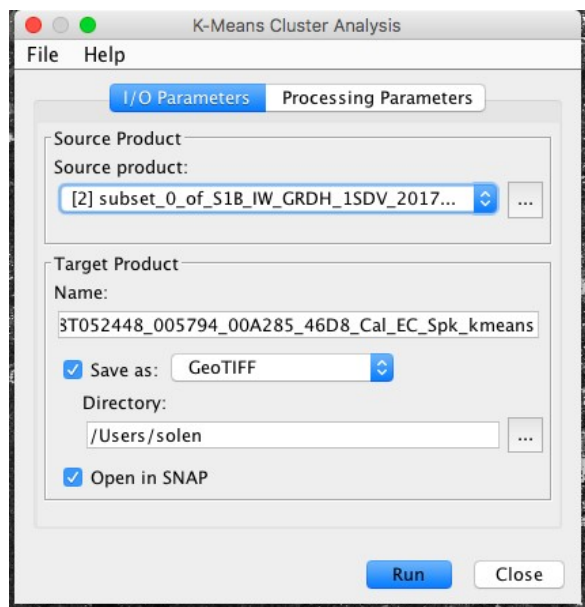 K-Means Cluster Analysis
File Help
I/O Parameters Processing Parameters
Source Product
Source product:
[2] subset_0_of_S1B_IW_GRDH_1SDV_2017... ...
Target Product
Name:
3T052448_005794_00A285_46D8_Cal_EC_Spk_kmeans
Save as: GeoTIFF
Directory:
/Users/solen ...
Open in SNAP
Run Close